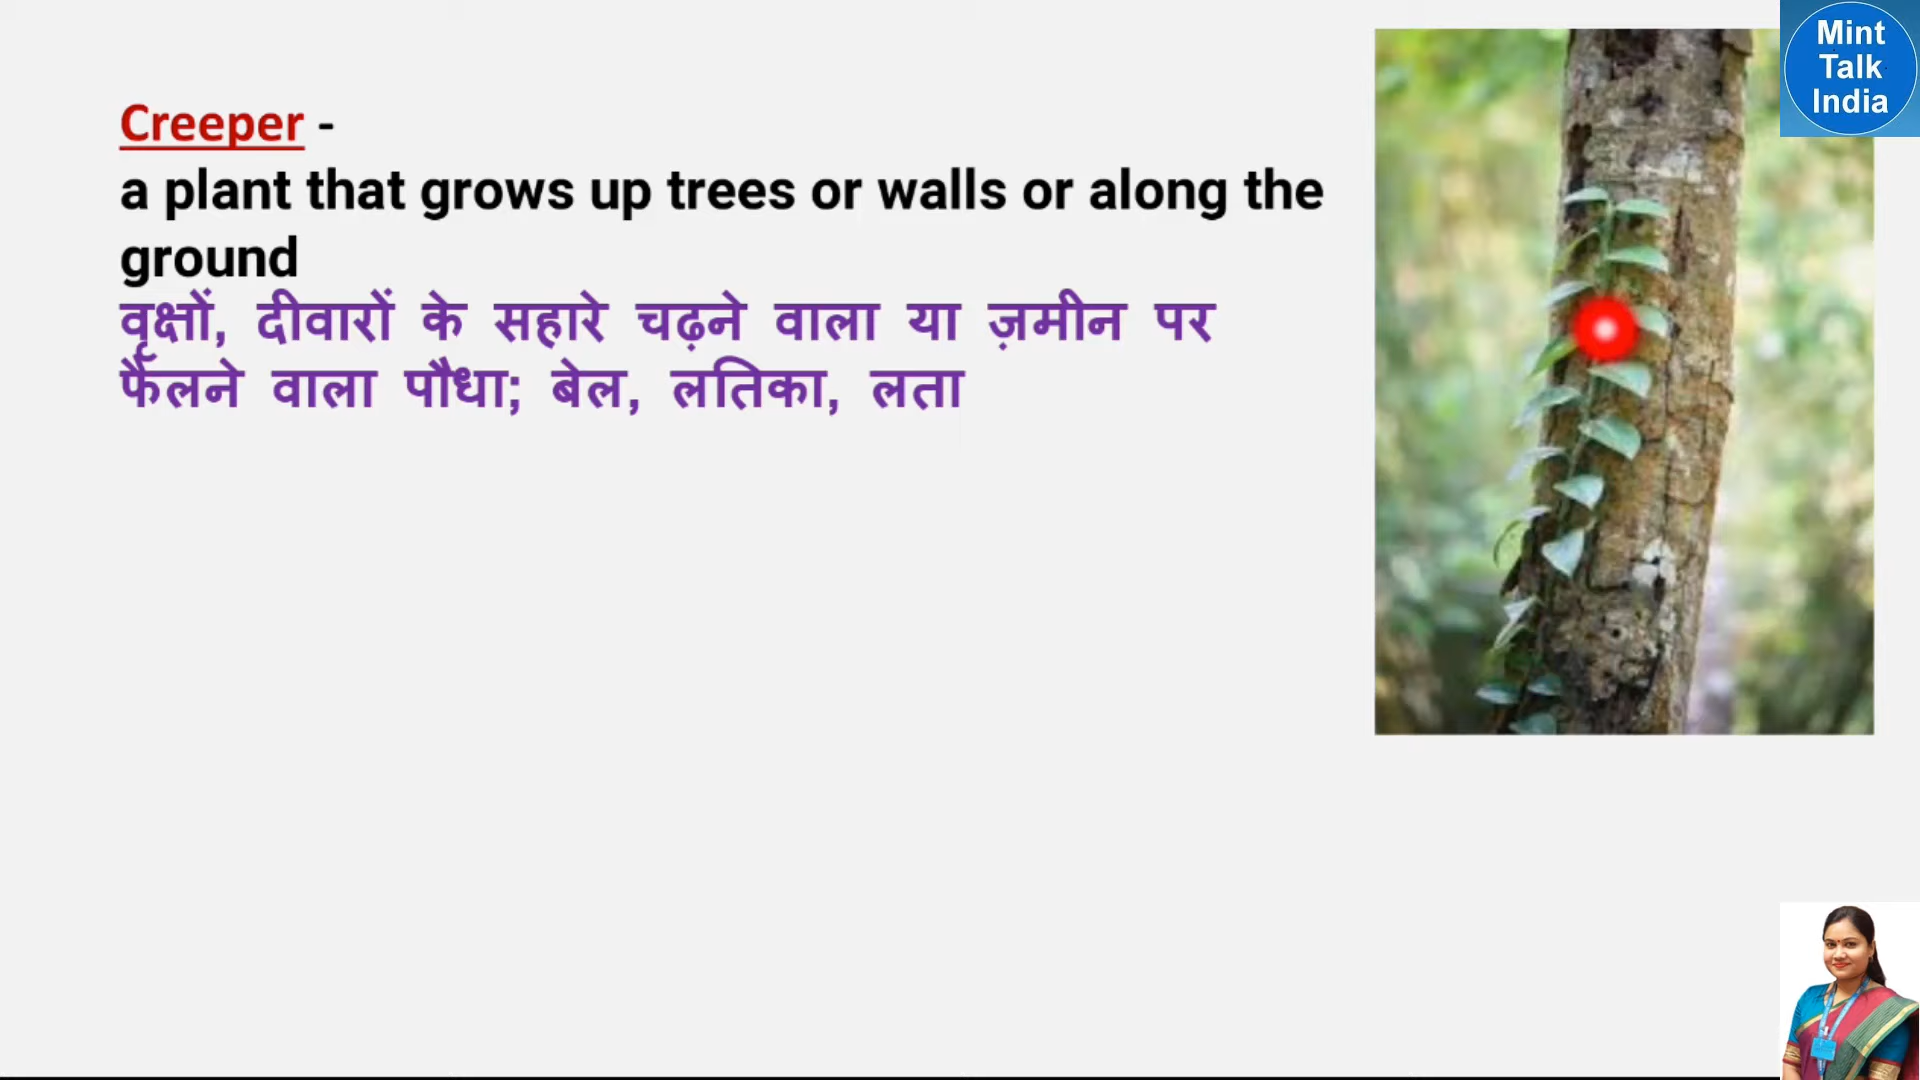 Mint
Talk
India
Creeper -
a plant that grows up trees or walls or along the
ground
वृक्षों, दीवारों के सहारे चढ़ने वाला या ज़मीन पर
फैलने वाला पौधा; बेल, लतिका, लता